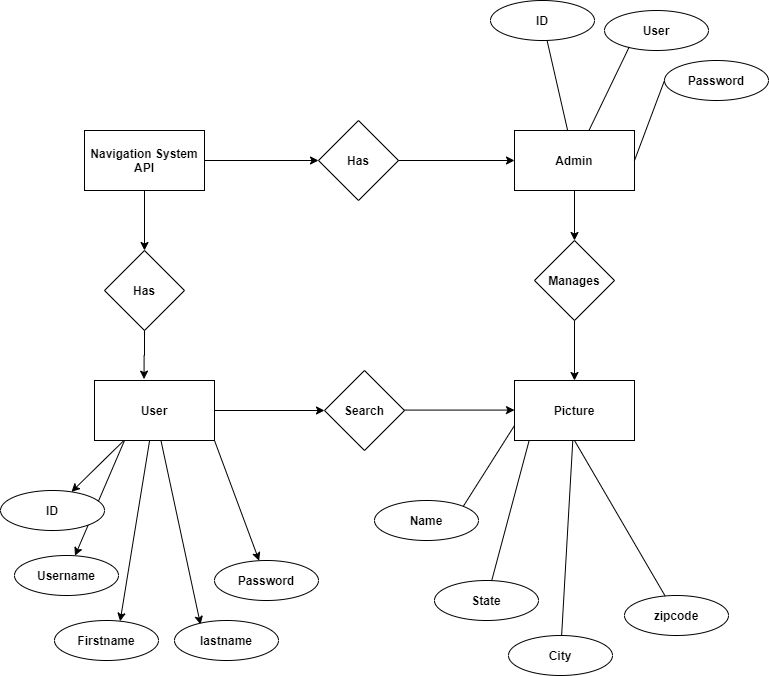 ID
User
Password
Navigation System
API
Has
Admin
Has
Manages
User
Search
Picture
ID
Name
Username
Password
State
zipcode
Firstname
lastname
City